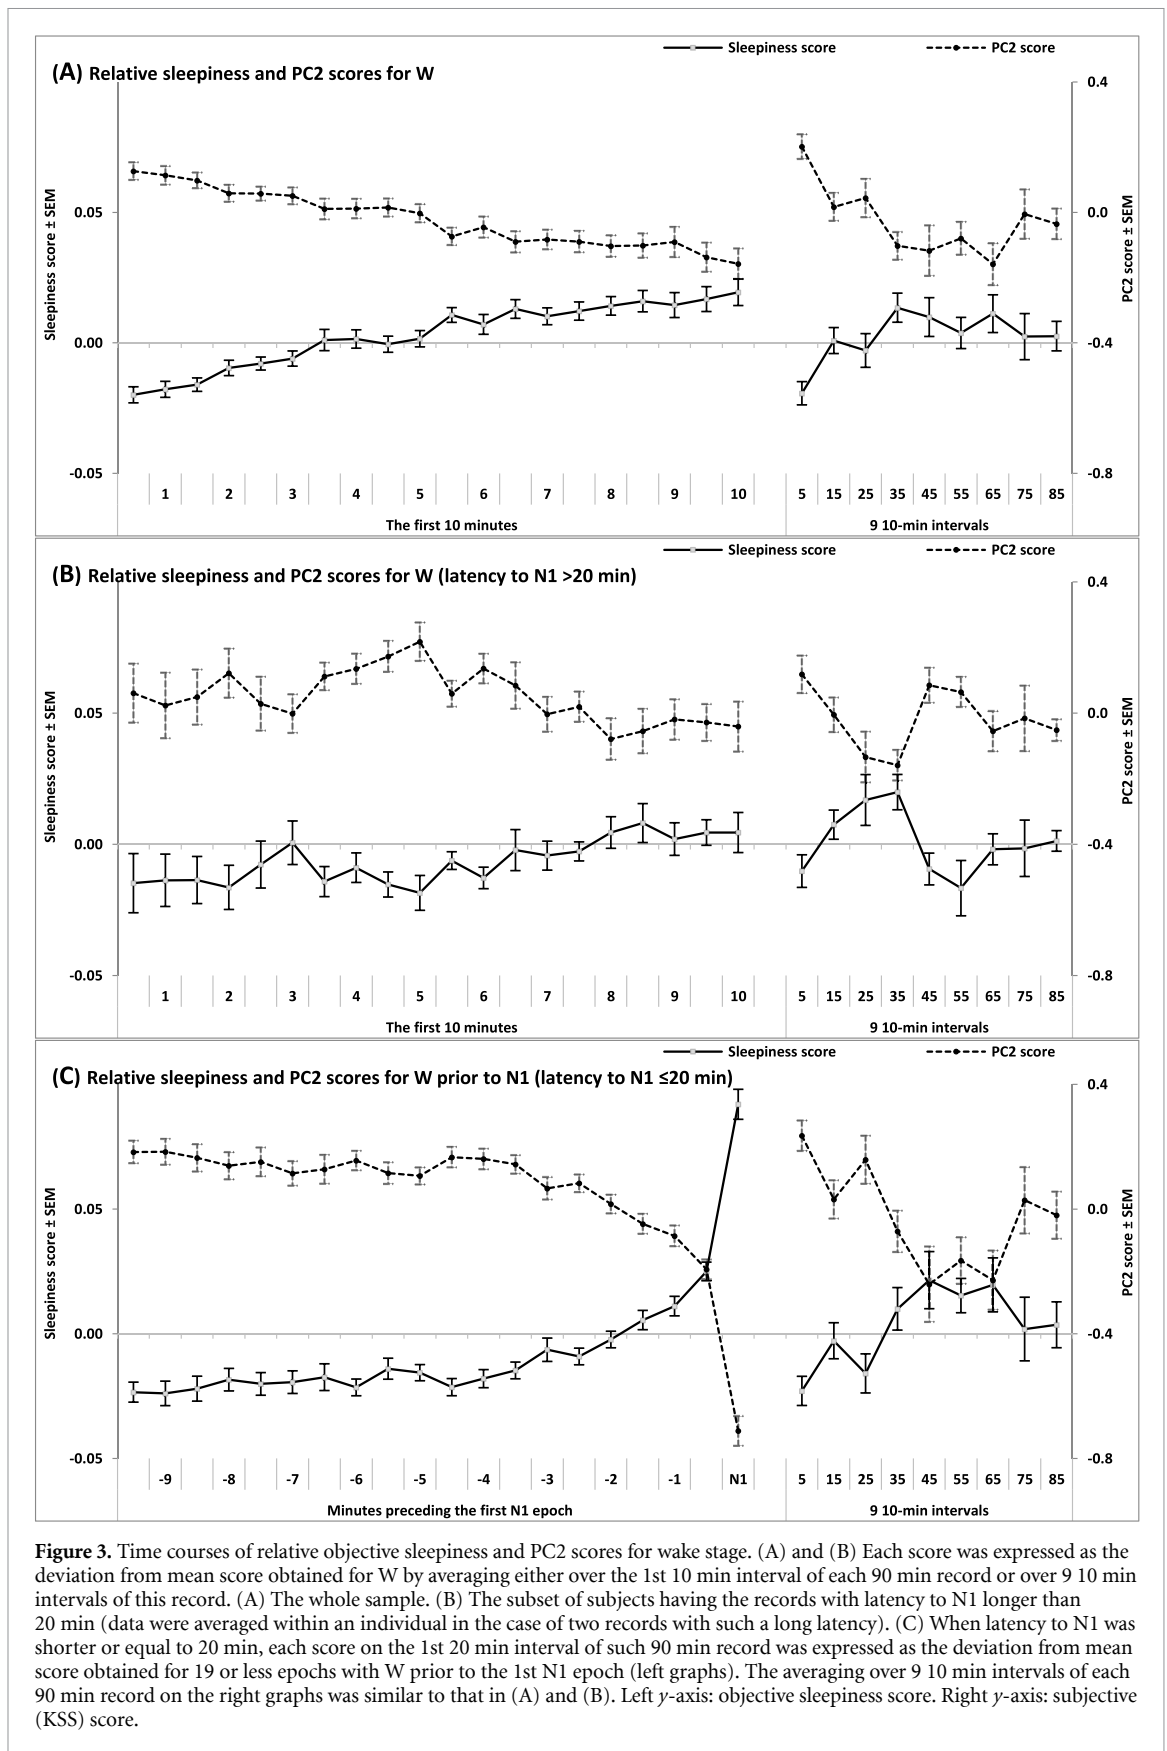 Sleepiness score
PC2 score
(A) Relative sleepiness and PC2 scores for W
0.4
0.05
0.0
0.00
-0.4
-0.05
-0.8
Sleepiness score ± SEM
PC2 score ± SEM
1 2 3 4 5 6 7 8 9 10 5 15 25 35 45 55 65 75 85
The first 10 minutes 9 10-min intervals
Sleepiness score
PC2 score
(B) Relative sleepiness and PC2 scores for W (latency to N1 >20 min)
0.4
0.05
0.0
0.00
-0.4
-0.05
-0.8
Sleepiness score ± SEM
PC2 score ± SEM
1 2 3 4 5 6 7 8 9 10 5 15 25 35 45 55 65 75 85
The first 10 minutes 9 10-min intervals
Sleepiness score
PC2 score
(C) Relative sleepiness and PC2 scores for W prior to N1 (latency to N1 ≤20 min)
0.4
0.05
0.0
0.00
-0.4
-0.05
-0.8
Sleepiness score ± SEM
PC2 score ± SEM
-9 -8 -7 -6 -5 -4 -3 -2 -1 N1 5 15 25 35 45 55 65 75 85
Minutes preceding the first N1 epoch 9 10-min intervals
Figure 3. Time courses of relative objective sleepiness and PC2 scores for wake stage. (A) and (B) Each score was expressed as the
deviation from mean score obtained for W by averaging either over the 1st 10 min interval of each 90 min record or over 9 10 min
intervals of this record. (A) The whole sample. (B) The subset of subjects having the records with latency to N1 longer than
20 min (data were averaged within an individual in the case of two records with such a long latency). (C) When latency to N1 was
shorter or equal to 20 min, each score on the 1st 20 min interval of such 90 min record was expressed as the deviation from mean
score obtained for 19 or less epochs with W prior to the 1st N1 epoch (left graphs). The averaging over 9 10 min intervals of each
90 min record on the right graphs was similar to that in (A) and (B). Left y-axis: objective sleepiness score. Right y-axis: subjective
(KSS) score.